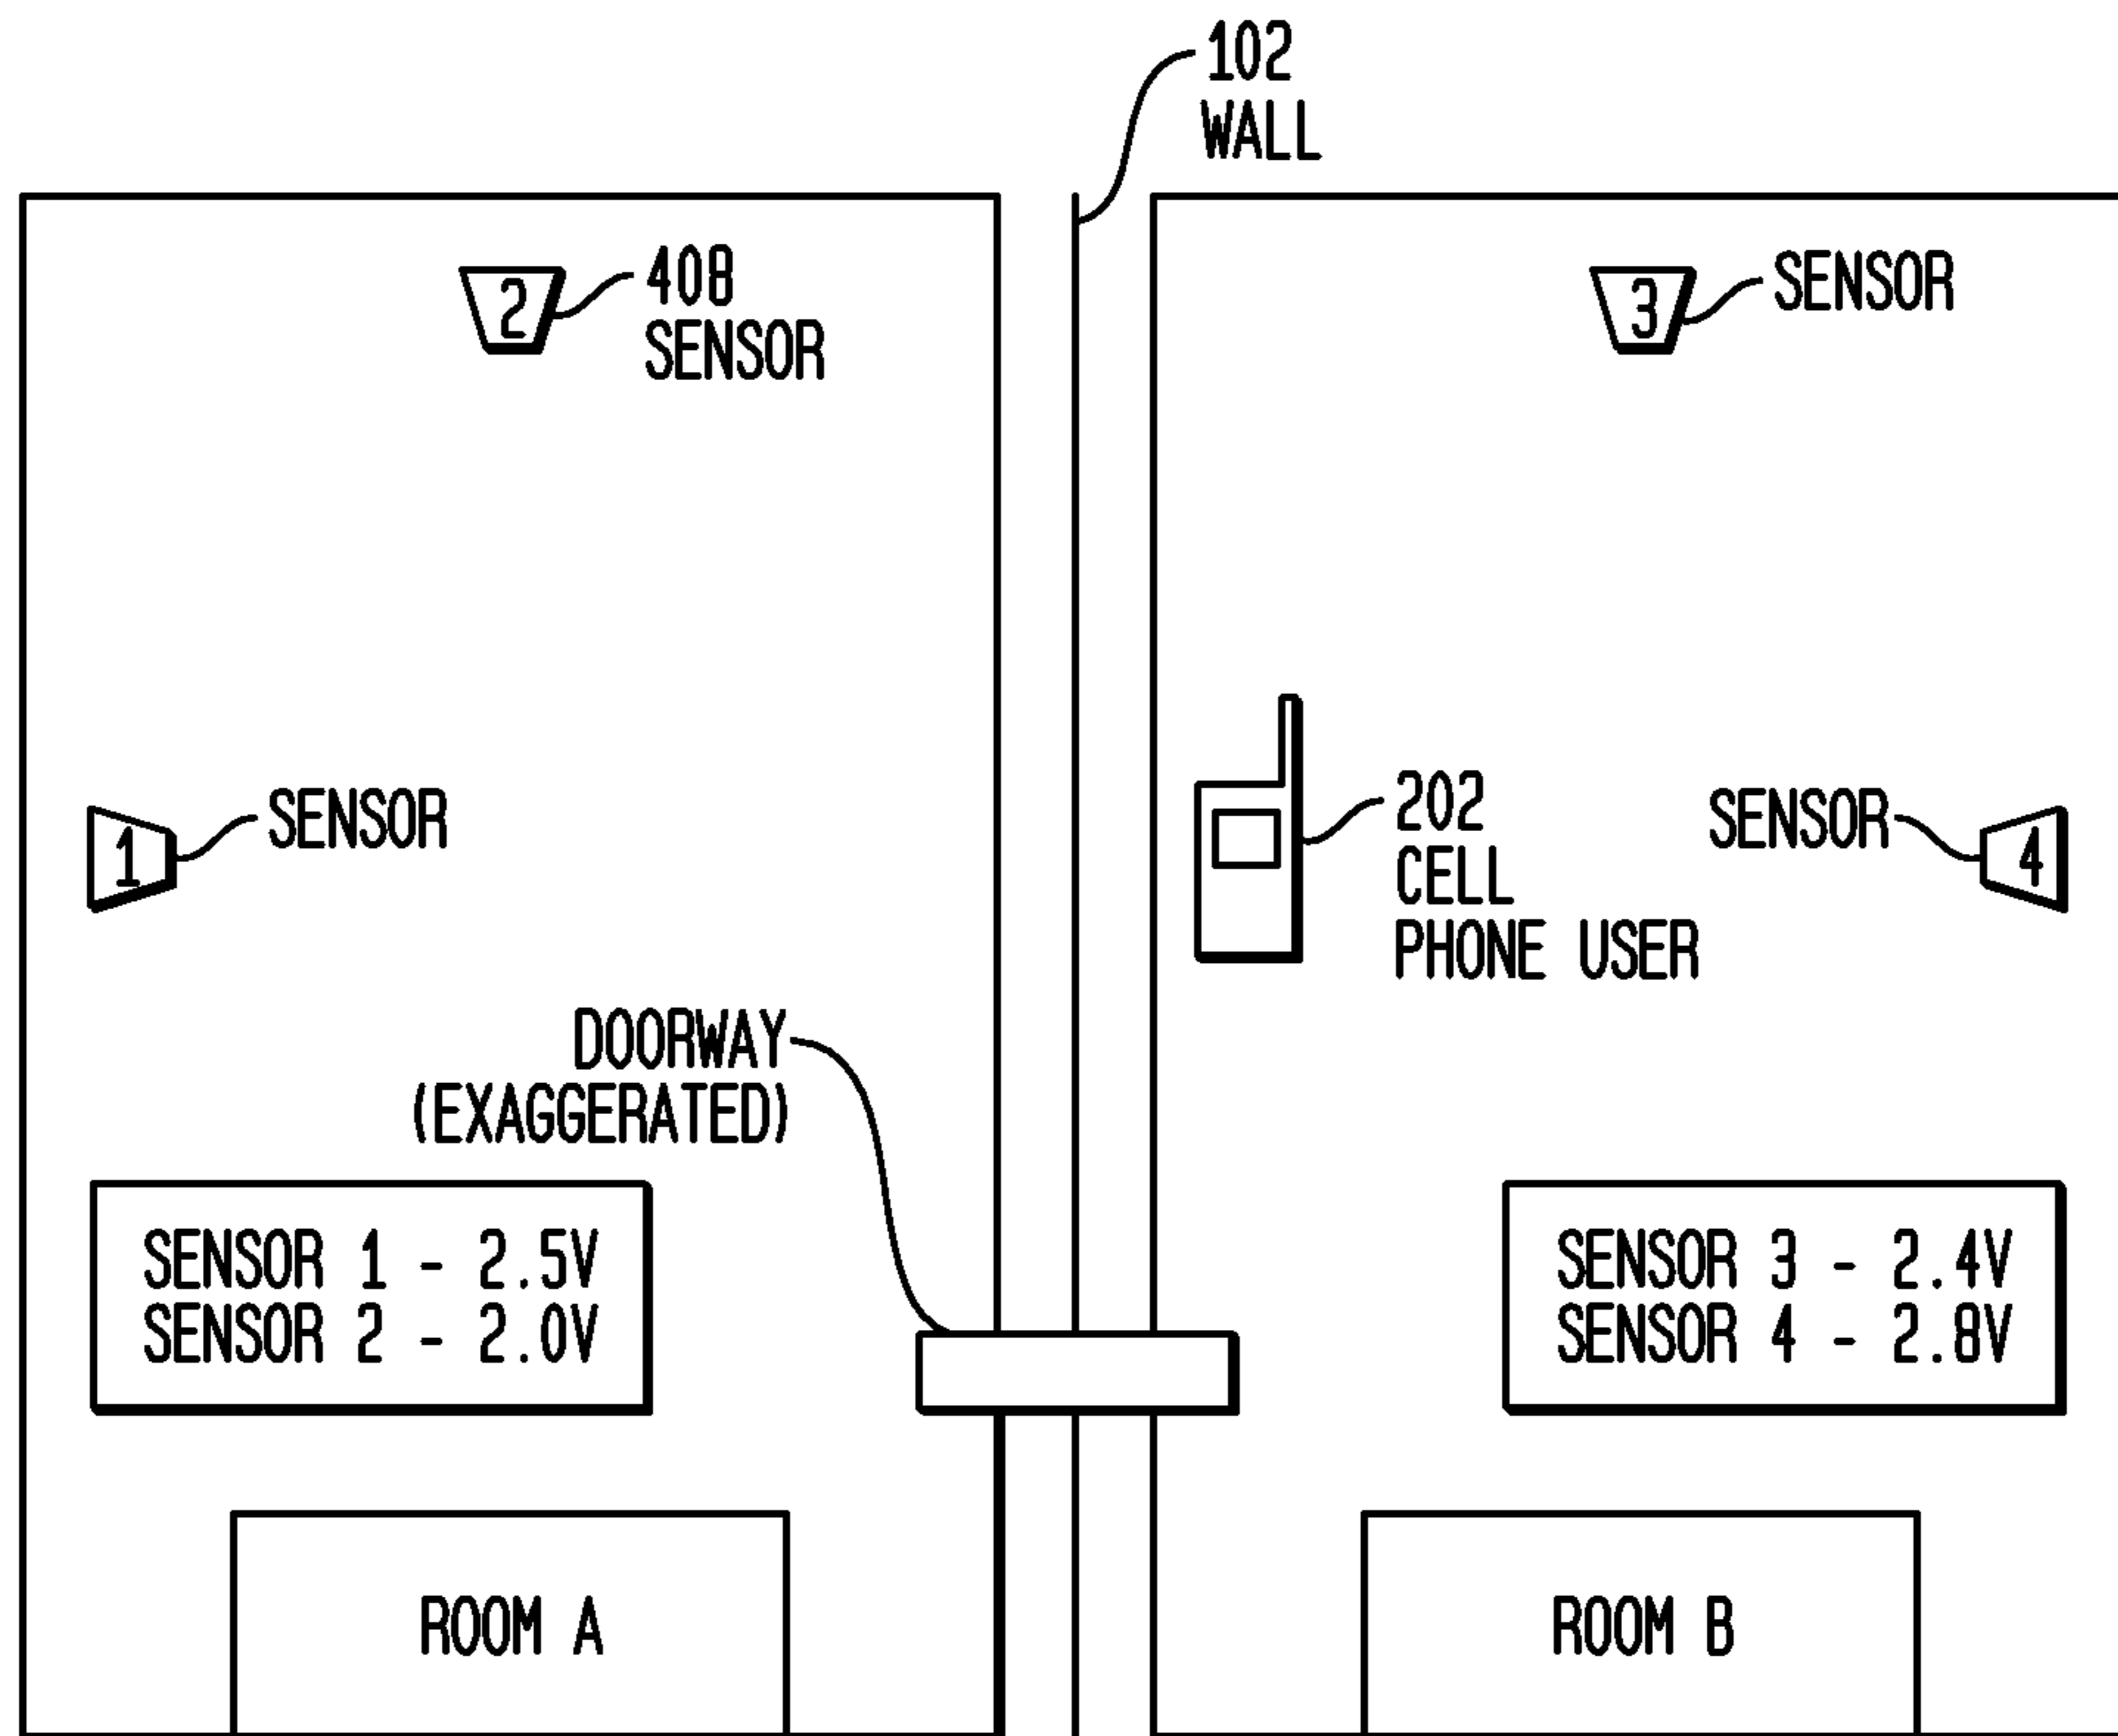 102
WALL
2
408
SENSOR
3
SENSOR
1
SENSOR
202
CELL
PHONE USER
SENSOR
4
DOORWAY
(EXAGGERATED)
SENSOR 1 - 2.5V
SENSOR 2 - 2.0V
SENSOR 3 - 2.4V
SENSOR 4 - 2.8V
ROOM A
ROOM B